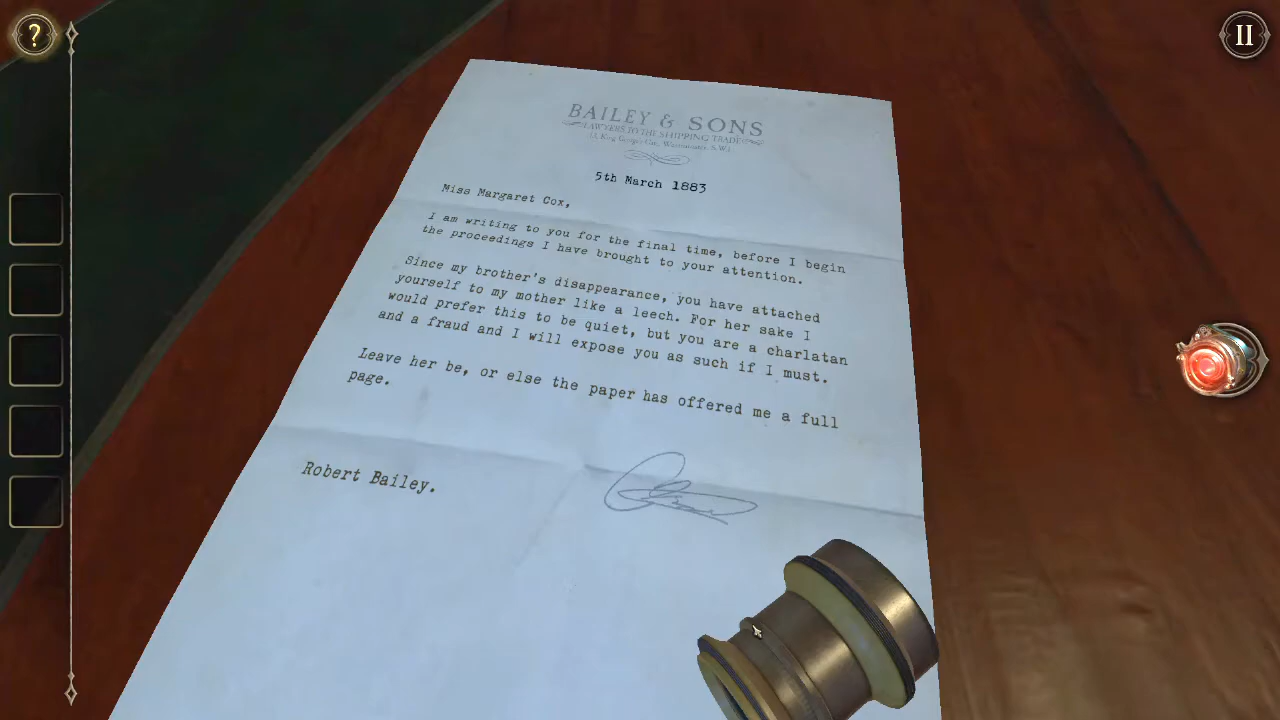 BAILEY & SONS
LAWYERS TO THE SHIPPING TRADE
5th March 1883
Miss Margaret Cox,
I am writing to you for the final time, before I begin
the proceedings I have brought to your attention.
Since my brother's disappearance, you have attached
yourself to my mother like a leech. For her sake I
would prefer this to be quiet, but you are a charlatan
and a fraud and I will expose you as such if I must.
Leave her be, or else the paper has offered me a full
page.
Robert Bailey.
?
II